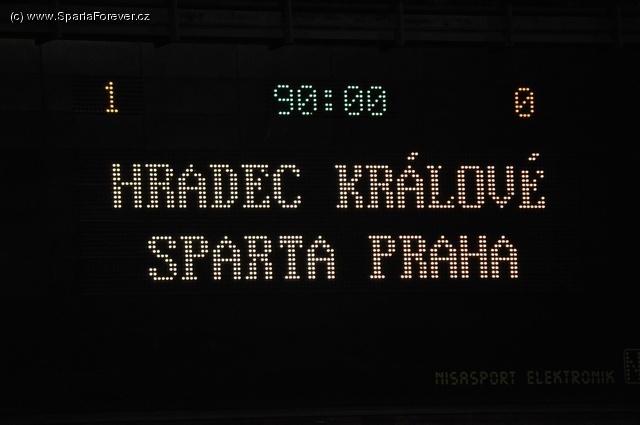 (c) www.SpartaForever.cz
1 90:00 0
HRADEC KRÁLOVÉ
SPARTA PRAHA
NISASPORT ELEKTRONIK